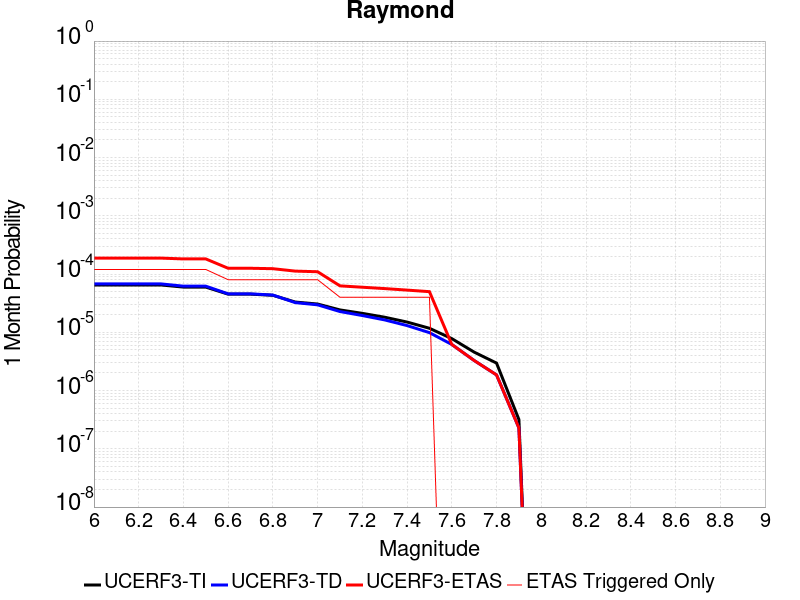 Raymond
10^0
10^-1
10^-2
10^-3
10^-4
10^-5
10^-6
10^-7
10^-8
1 Month Probability
6 6.2 6.4 6.6 6.8 7 7.2 7.4 7.6 7.8 8 8.2 8.4 8.6 8.8 9
Magnitude
UCERF3-TI UCERF3-TD UCERF3-ETAS ETAS Triggered Only